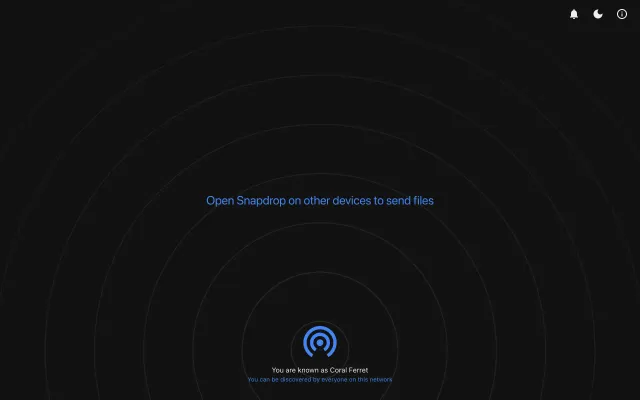 Open Snapdrop on other devices to send files
You are known as Coral Ferret
You can be discovered by everyone on this network